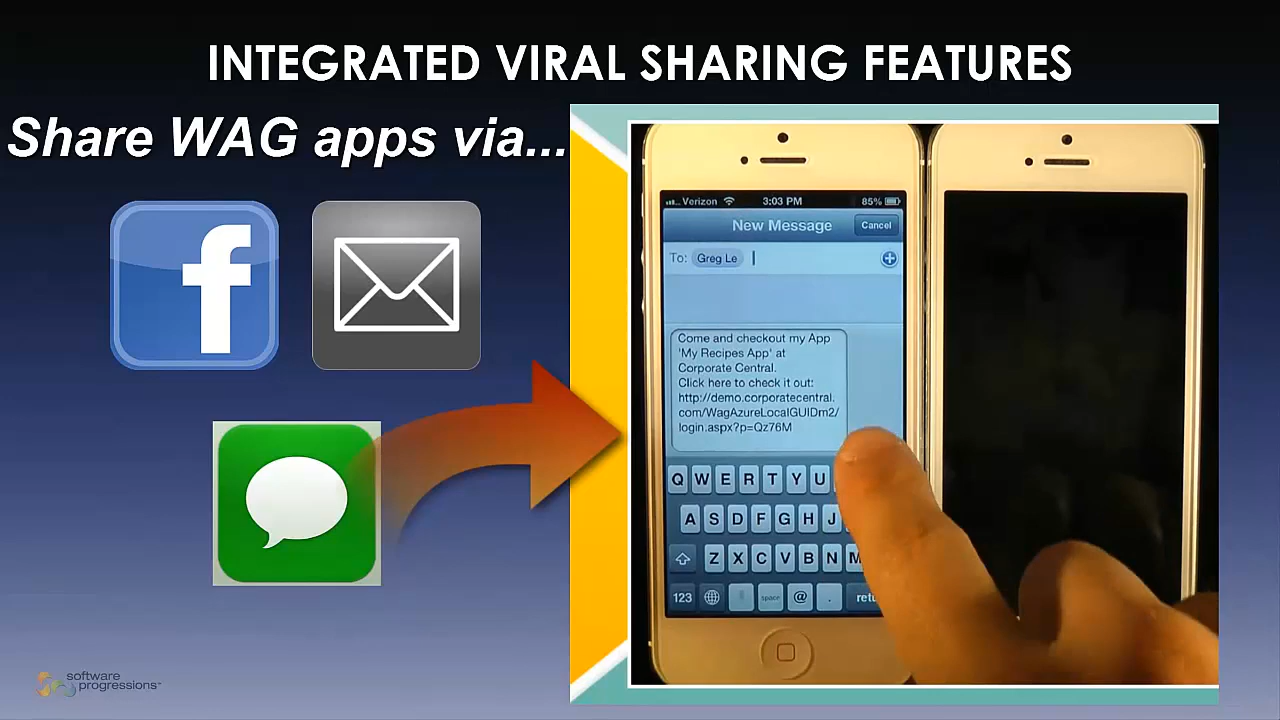 INTEGRATED VIRAL SHARING FEATURES
Share WAG apps via...
f
Verizon 3:03 PM 85%
New Message Cancel
To: Greg Le
Come and checkout my App
'My Recipes App' at
Corporate Central.
Click here to check it out:
http://demo.corporatecentral.
com/WagAzureLocalGUIDm2/
login.aspx?p=Qz76M
Q W E R T Y U
A S D F G H J
Z X C V B N M
123 space @ .
software
progressions